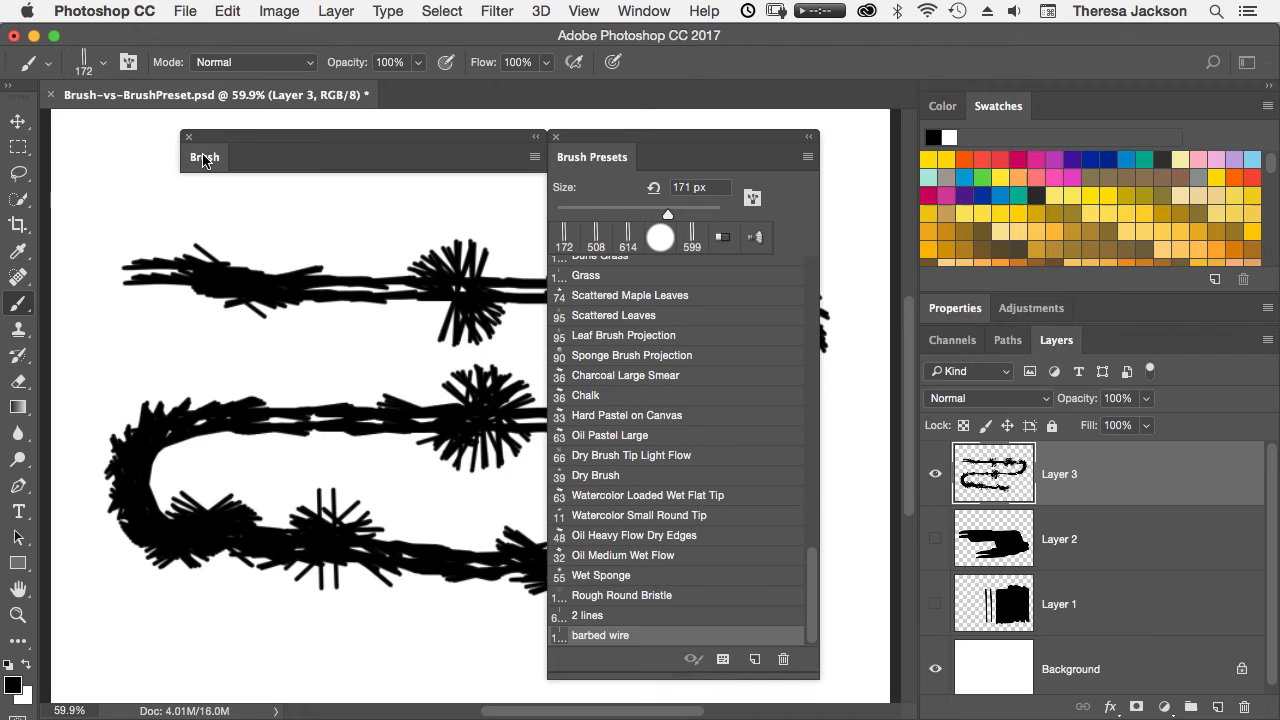 Photoshop CC File Edit Image Layer Type Select Filter 3D View Window Help Theresa Jackson
Adobe Photoshop CC 2017
172 Mode: Normal Opacity: 100% Flow: 100%
× Brush-vs-BrushPreset.psd @ 59.9% (Layer 3, RGB/8) *
Brush
Brush Presets
Size: 171 px
172 508 614 599
Dune Grass
1... Grass
74 Scattered Maple Leaves
95 Scattered Leaves
95 Leaf Brush Projection
90 Sponge Brush Projection
36 Charcoal Large Smear
36 Chalk
33 Hard Pastel on Canvas
63 Oil Pastel Large
66 Dry Brush Tip Light Flow
39 Dry Brush
63 Watercolor Loaded Wet Flat Tip
11 Watercolor Small Round Tip
48 Oil Heavy Flow Dry Edges
32 Oil Medium Wet Flow
55 Wet Sponge
1... Rough Round Bristle
6... 2 lines
1... barbed wire
Color Swatches
Properties Adjustments
Channels Paths Layers
Kind
Normal Opacity: 100%
Lock: Fill: 100%
Layer 3
Layer 2
Layer 1
Background
59.9% Doc: 4.01M/16.0M